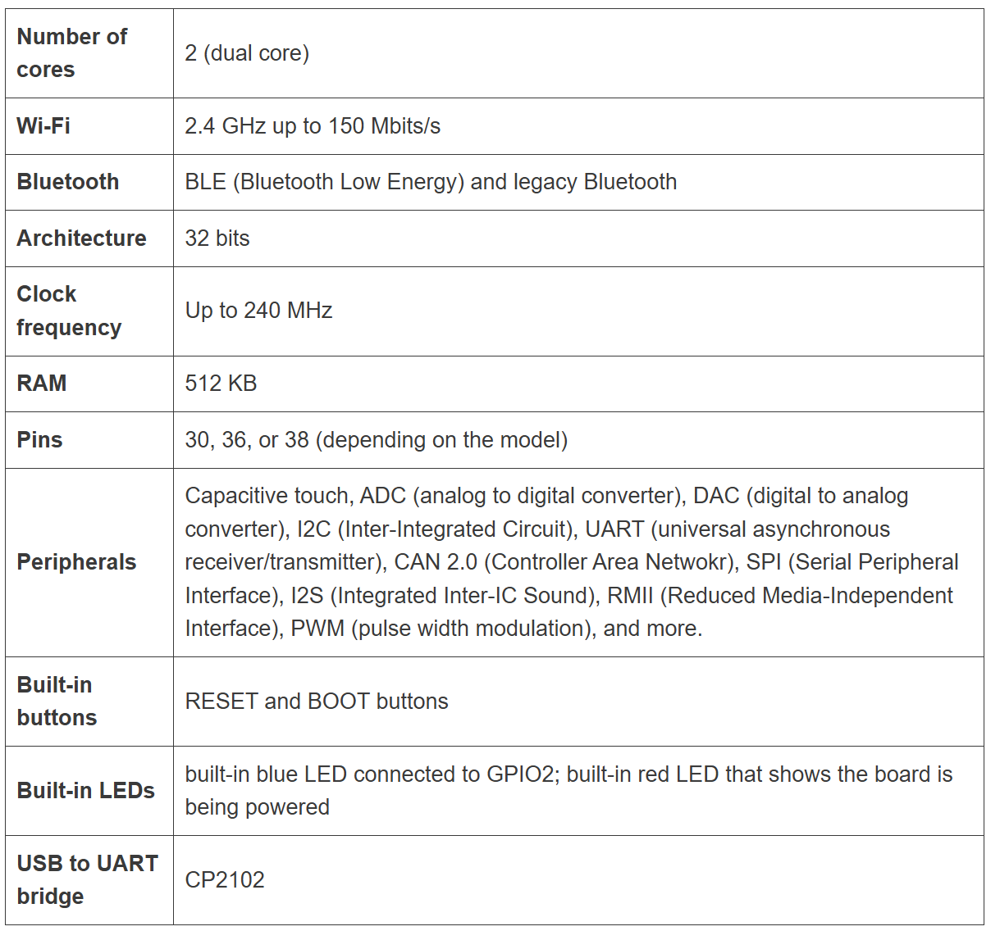 Number of
cores
2 (dual core)
Wi-Fi
2.4 GHz up to 150 Mbits/s
Bluetooth
BLE (Bluetooth Low Energy) and legacy Bluetooth
Architecture
32 bits
Clock
frequency
Up to 240 MHz
RAM
512 KB
Pins
30, 36, or 38 (depending on the model)
Peripherals
Capacitive touch, ADC (analog to digital converter), DAC (digital to analog
converter), I2C (Inter-Integrated Circuit), UART (universal asynchronous
receiver/transmitter), CAN 2.0 (Controller Area Netwokr), SPI (Serial Peripheral
Interface), I2S (Integrated Inter-IC Sound), RMII (Reduced Media-Independent
Interface), PWM (pulse width modulation), and more.
Built-in
buttons
RESET and BOOT buttons
Built-in LEDs
built-in blue LED connected to GPIO2; built-in red LED that shows the board is
being powered
USB to UART
bridge
CP2102